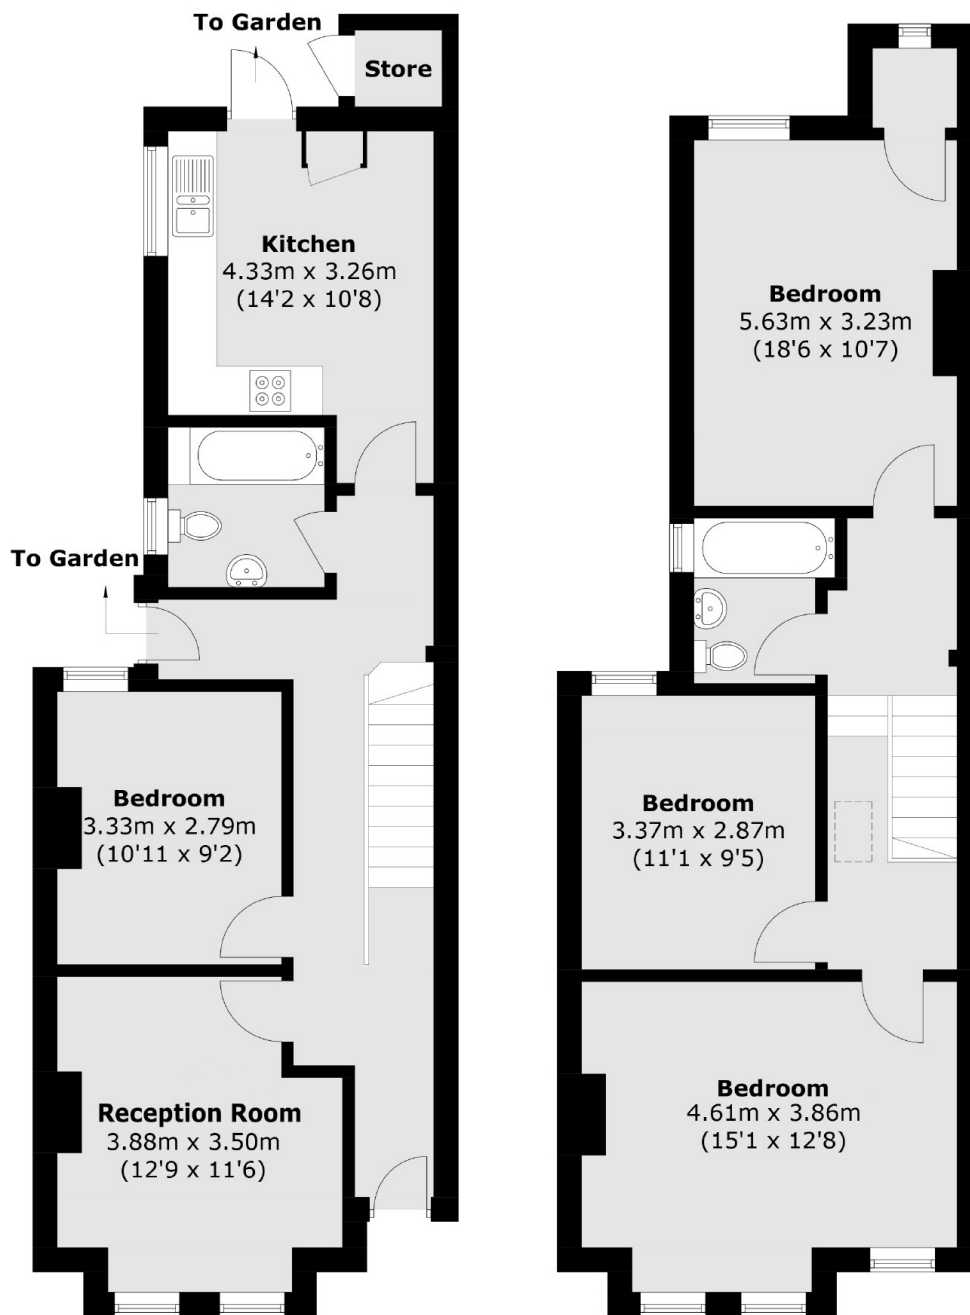 To Garden
Store
Kitchen
4.33m x 3.26m
(14'2 x 10'8)
To Garden
Bedroom
3.33m x 2.79m
(10'11 x 9'2)
Reception Room
3.88m x 3.50m
(12'9 x 11'6)
Bedroom
5.63m x 3.23m
(18'6 x 10'7)
Bedroom
3.37m x 2.87m
(11'1 x 9'5)
Bedroom
4.61m x 3.86m
(15'1 x 12'8)